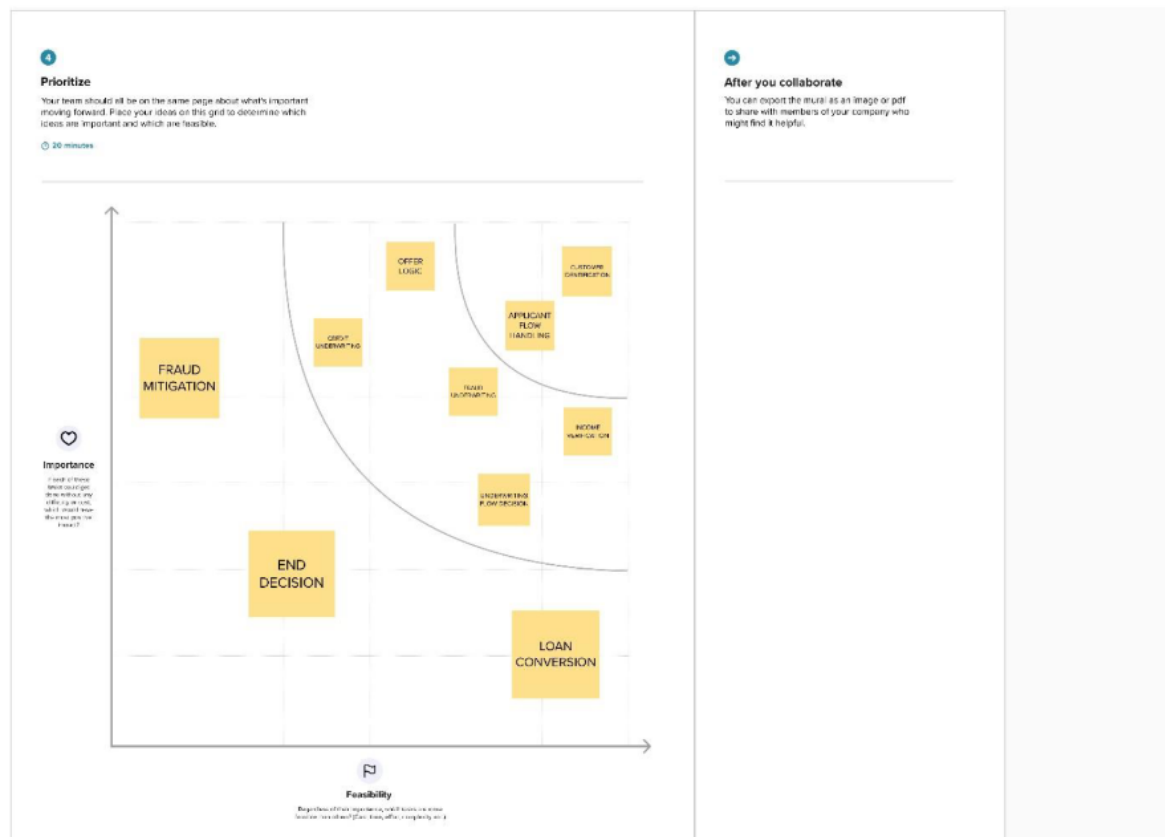 4
Prioritize
Your team should all be on the same page about what's important
moving forward. Place your ideas on this grid to determine which
ideas are important and which are feasible.
20 minutes
After you collaborate
You can export the mural as an image or pdf
to share with members of your company who
might find it helpful.
OFFER
LOGIC
CUSTOMER
APPLICANT
FLOW
HANDLING
CREDIT
UNDERWRITING
FRAUD
MITIGATION
FRAUD
UNDERWRITING
INCOME
VERIFICATION
UNDERWRITING
FLOW DECISION
Importance
END
DECISION
LOAN
CONVERSION
Feasibility